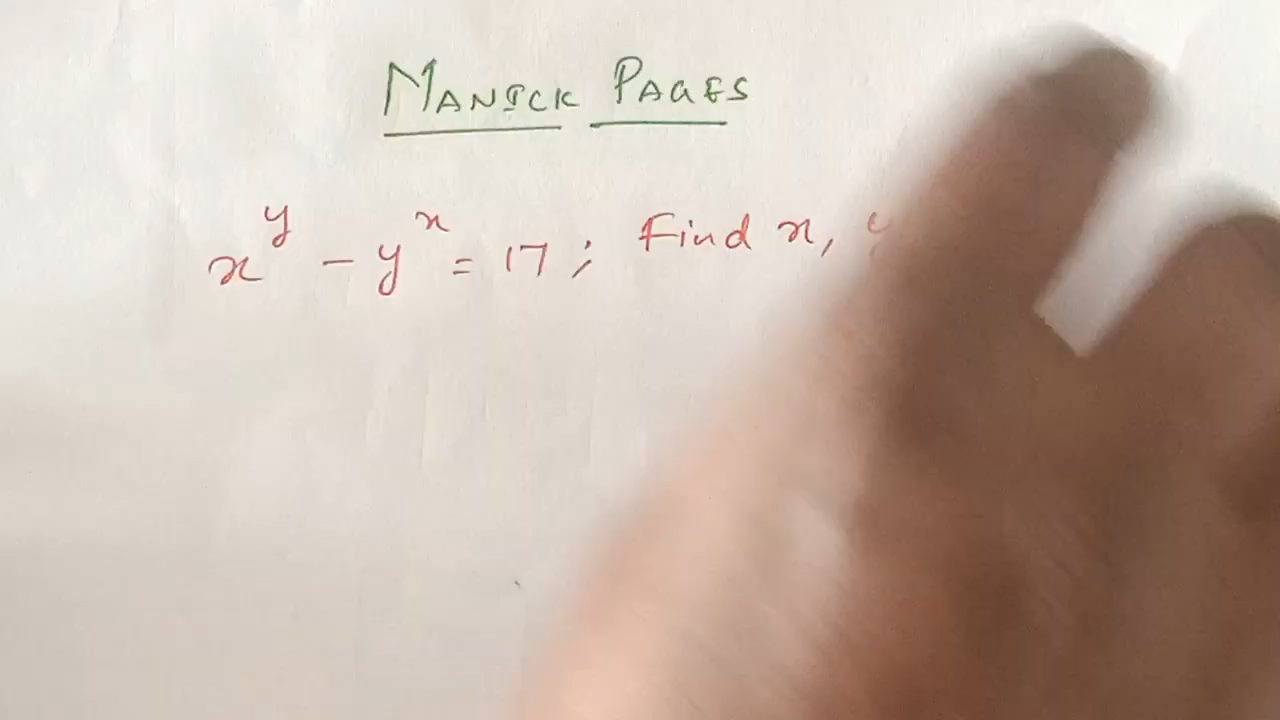 MANICK PAGES
x^y - y^x = 17 ; Find x,